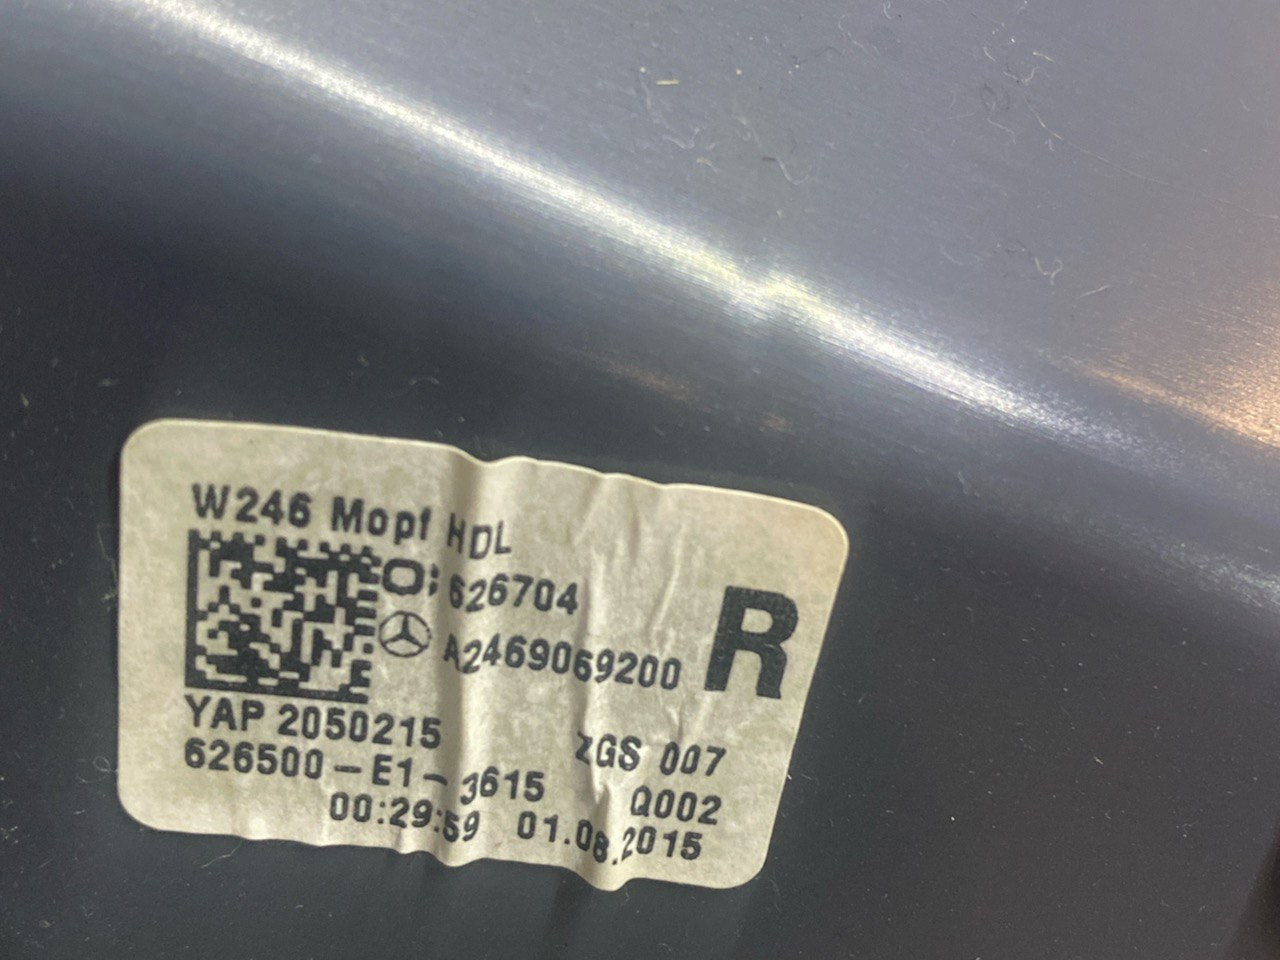 W246 Mopf HDL
O: 626704
A2469069200
R
YAP 2050215
ZGS 007
626500-E1-3615
Q002
00:29:59 01.08.2015